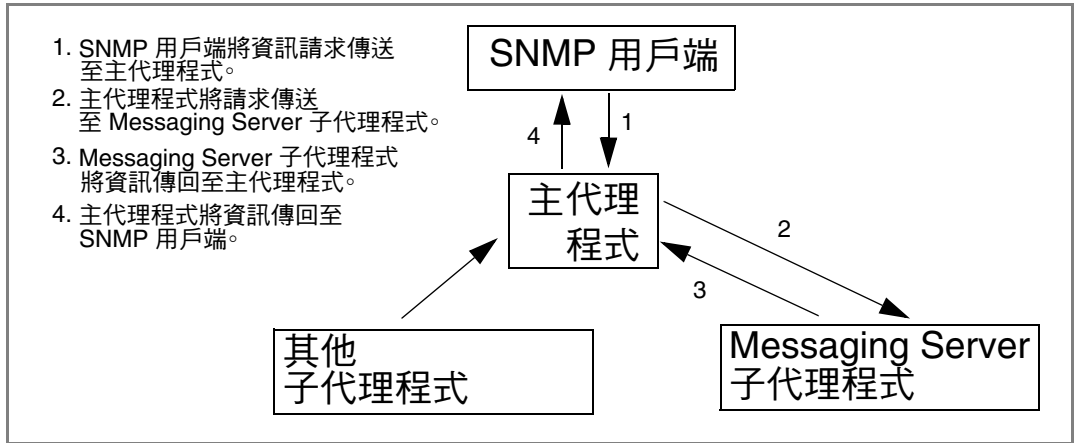 1. SNMP 用戶端將資訊請求傳送
至主代理程式。
2. 主代理程式將請求傳送
至 Messaging Server 子代理程式。
3. Messaging Server 子代理程式
將資訊傳回至主代理程式。
4. 主代理程式將資訊傳回至
SNMP 用戶端。
SNMP 用戶端
4
1
主代理
程式
2
3
其他
子代理程式
Messaging Server
子代理程式